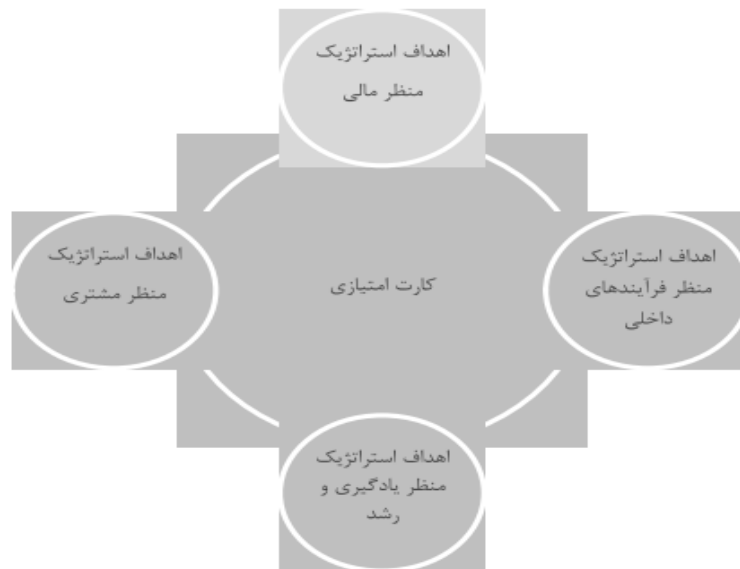 اهداف استراتژیک
منظر مالی
اهداف استراتژیک
منظر فرآیندهای
داخلی
کارت امتیازی
اهداف استراتژیک
منظر مشتری
اهداف استراتژیک
منظر یادگیری و
رشد